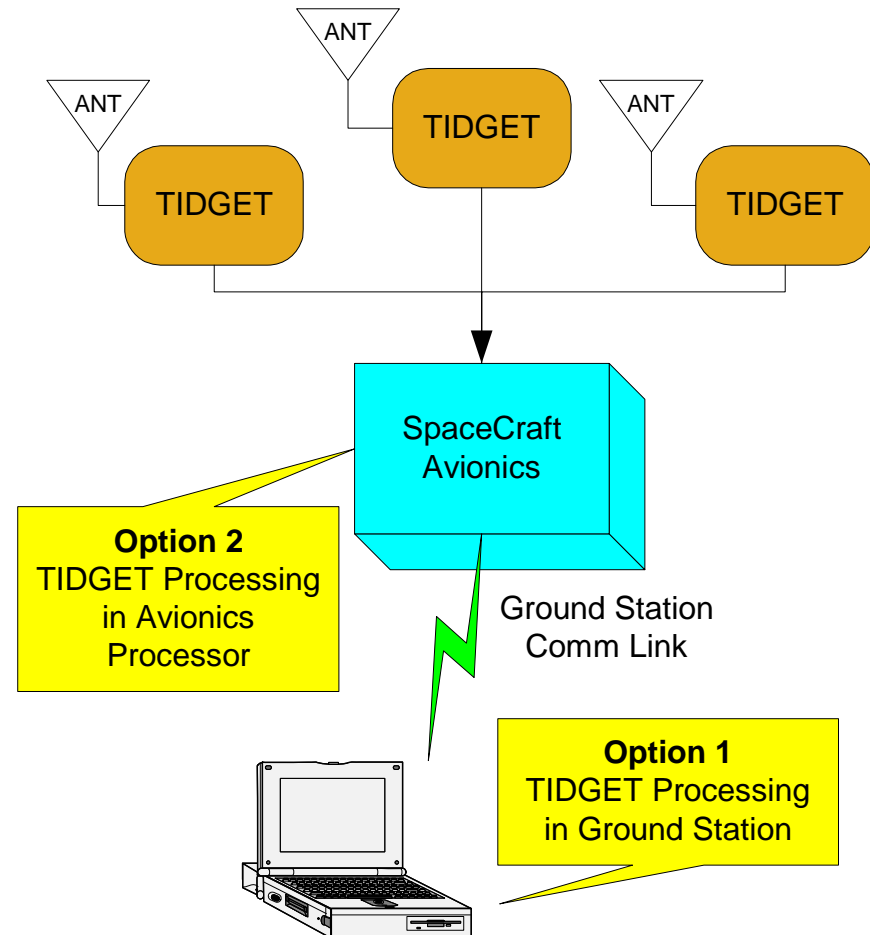 ANT
TIDGET
ANT
TIDGET
ANT
TIDGET
SpaceCraft
Avionics
Option 2
TIDGET Processing
in Avionics
Processor
Ground Station
Comm Link
Option 1
TIDGET Processing
in Ground Station